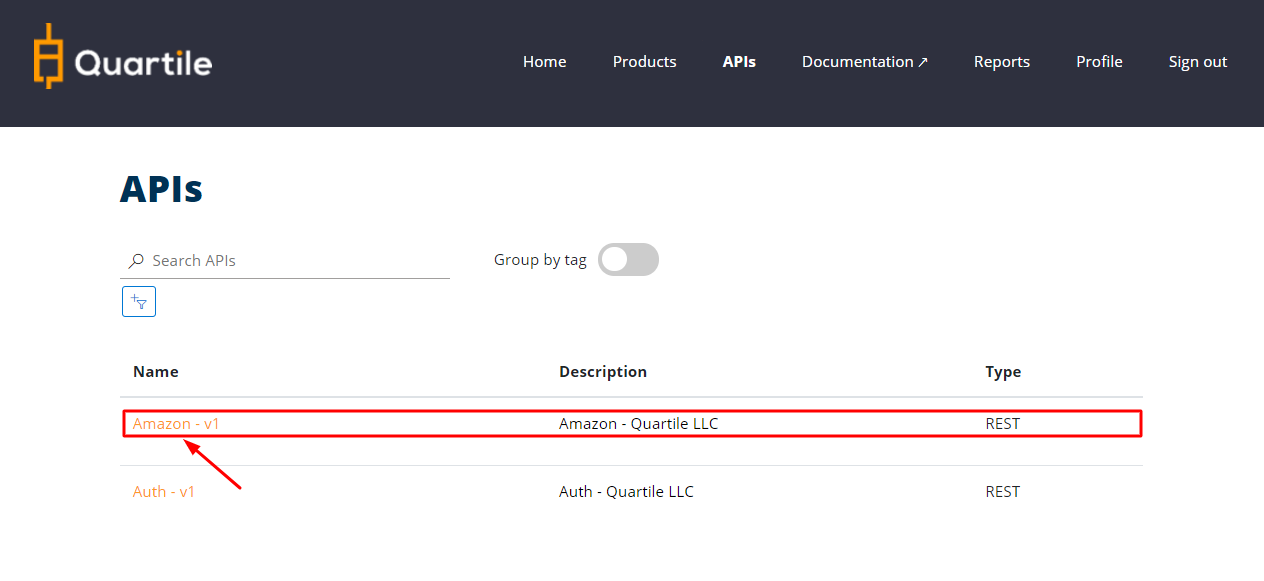 Quartile
Home Products APIs Documentation ↗ Reports Profile Sign out
APIs
Search APIs Group by tag
Name Description Type
Amazon - v1 Amazon - Quartile LLC REST
Auth - v1 Auth - Quartile LLC REST